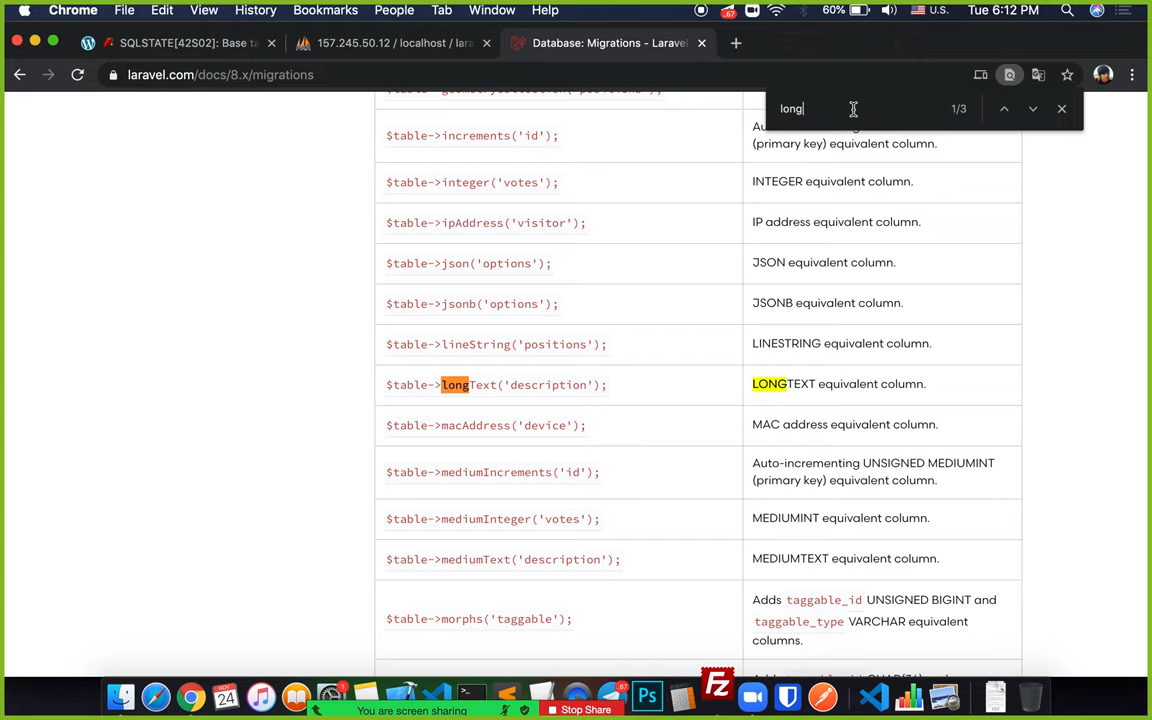 Chrome File Edit View History Bookmarks People Tab Window Help 60% U.S. Tue 6:12 PM
SQLSTATE[42S02]: Base ta
157.245.50.12 / localhost / lara
Database: Migrations - Laravel
laravel.com/docs/8.x/migrations
long 1/3
$table->increments('id');
(primary key) equivalent column.
$table->integer('votes'); INTEGER equivalent column.
$table->ipAddress('visitor'); IP address equivalent column.
$table->json('options'); JSON equivalent column.
$table->jsonb('options'); JSONB equivalent column.
$table->lineString('positions'); LINESTRING equivalent column.
$table->longText('description'); LONGTEXT equivalent column.
$table->macAddress('device'); MAC address equivalent column.
$table->mediumIncrements('id'); Auto-incrementing UNSIGNED MEDIUMINT
(primary key) equivalent column.
$table->mediumInteger('votes'); MEDIUMINT equivalent column.
$table->mediumText('description'); MEDIUMTEXT equivalent column.
$table->morphs('taggable'); Adds taggable_id UNSIGNED BIGINT and
taggable_type VARCHAR equivalent
columns.
NOV
24
1
Ps
Fz
You are screen sharing Stop Share